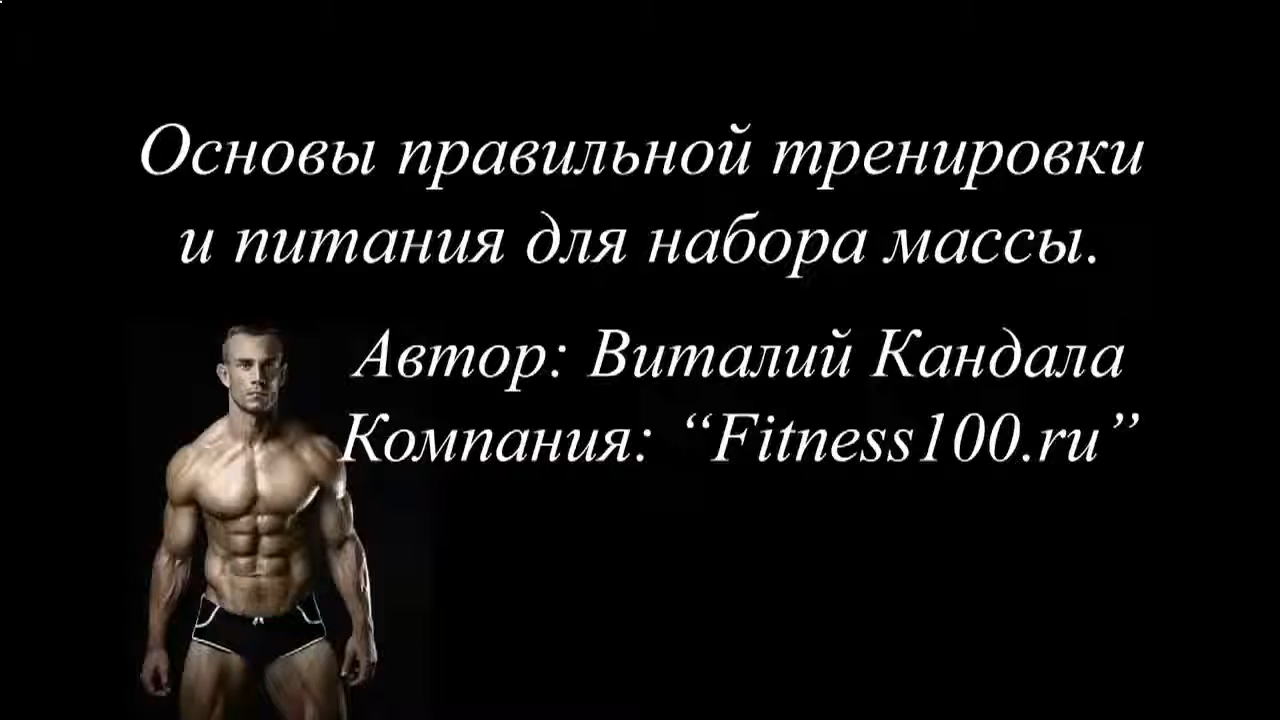 Основы правильной тренировки
и питания для набора массы.
Автор: Виталий Кандала
Компания: “Fitness100.ru”